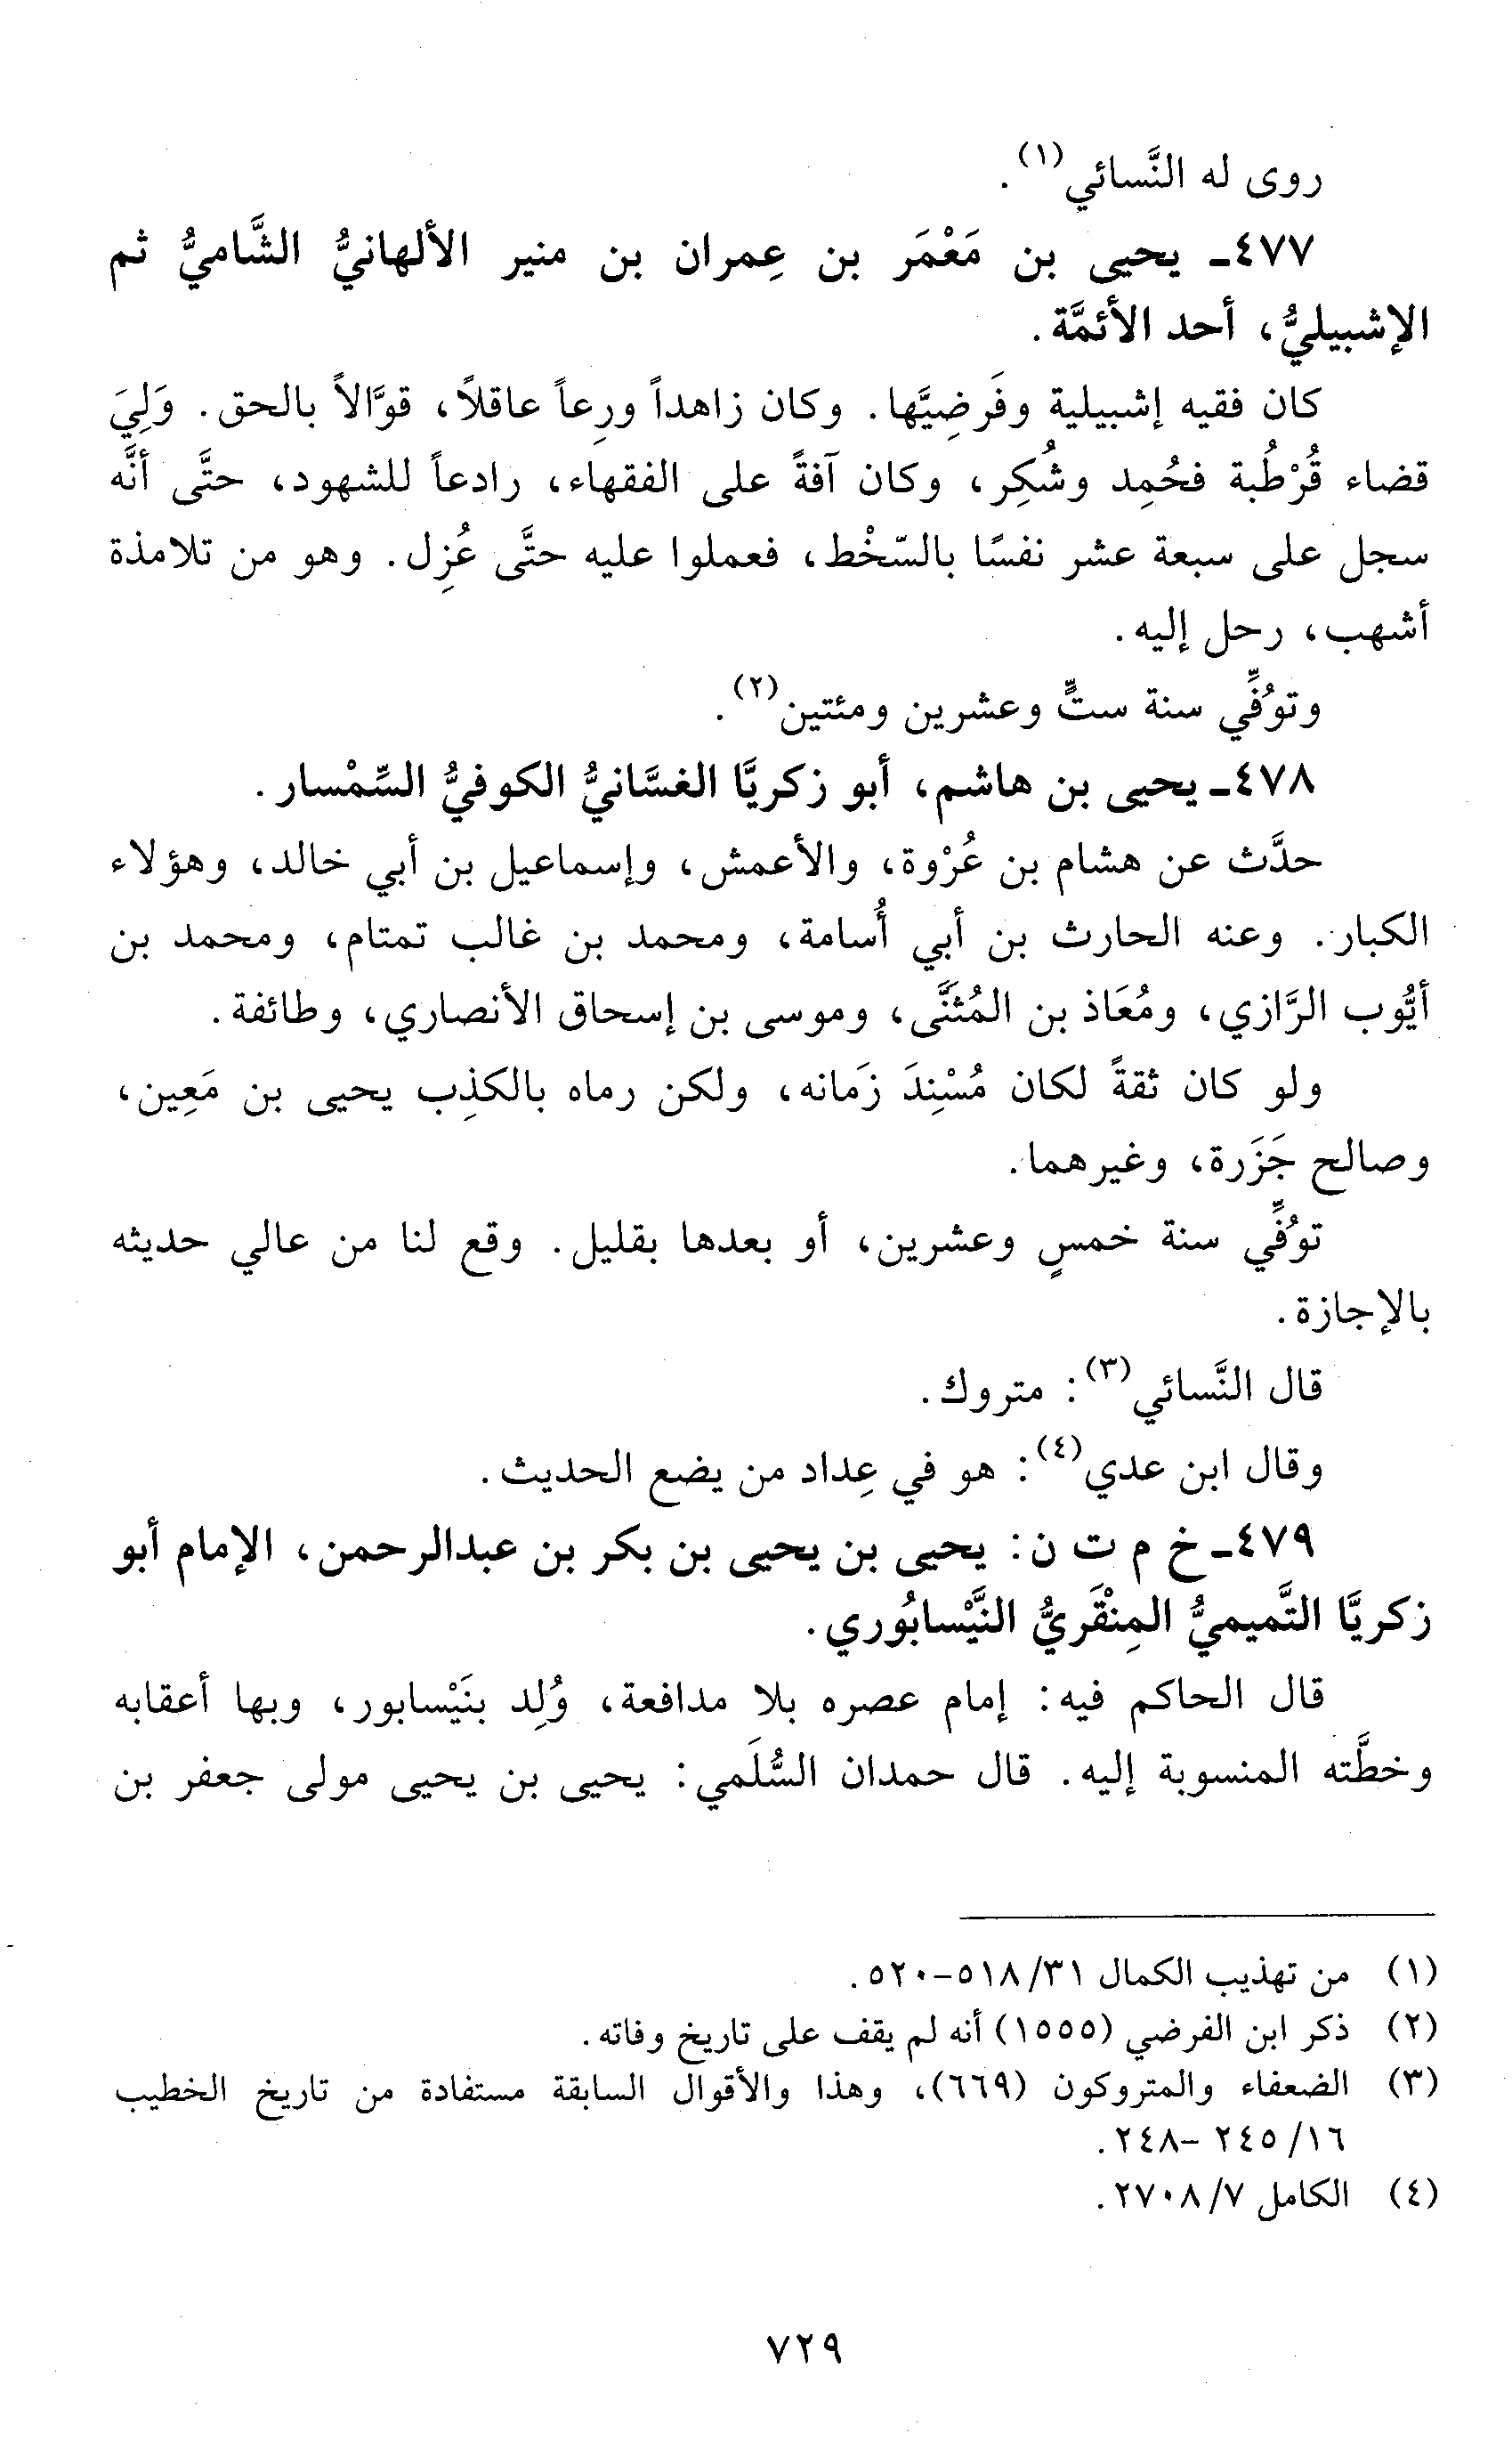 روى له النَّسائي(١).
٤٧٧ـ يحيى بن مَعْمَر بن عِمران بن منير الألهانيُّ الشَّاميُّ ثم
الإشبيليُّ، أحد الأئمَّة.
كان فقيه إشبيلية وفَرضِيَّها. وكان زاهداً ورِعاً عاقلاً، قوَّالاً بالحق. وَلِيَ
قضاء قُرْطُبة فحُمِد وشُكِر، وكان آفةً على الفقهاء، رادعاً للشهود، حتَّى أنَّه
سجل على سبعة عشر نفسًا بالسّخْط، فعملوا عليه حتَّى عُزِل. وهو من تلامذة
أشهب، رحل إليه.
وتوُفِّي سنة ستٍّ وعشرين ومئتين(٢).
٤٧٨ـ يحيى بن هاشم، أبو زكريَّا الغسَّانيُّ الكوفيُّ السِّمْسار.
حدَّث عن هشام بن عُرْوة، والأعمش، وإسماعيل بن أبي خالد، وهؤلاء
الكبار. وعنه الحارث بن أبي أُسامة، ومحمد بن غالب تمتام، ومحمد بن
أيُّوب الرَّازي، ومُعَاذ بن المُثنَّى، وموسى بن إسحاق الأنصاري، وطائفة.
ولو كان ثقةً لكان مُسْنِدَ زَمانه، ولكن رماه بالكذِب يحيى بن مَعِين،
وصالح جَزَرة، وغيرهما.
توُفِّي سنة خمسٍ وعشرين، أو بعدها بقليل. وقع لنا من عالي حديثه
بالإجازة.
قال النَّسائي(٣): متروك.
وقال ابن عدي(٤): هو في عِداد من يضع الحديث.
٤٧٩ـ خ م ت ن: يحيى بن يحيى بن بكر بن عبدالرحمن، الإمام أبو
زكريَّا التَّميميُّ المِنْقَريُّ النَّيْسابُوري.
قال الحاكم فيه: إمام عصره بلا مدافعة، وُلِد بنَيْسابور، وبها أعقابه
وخطَّته المنسوبة إليه. قال حمدان السُّلَمي: يحيى بن يحيى مولى جعفر بن
(١) من تهذيب الكمال ٣١/ ٥١٨-٥٢٠.
(٢) ذكر ابن الفرضي (١٥٥٥) أنه لم يقف على تاريخ وفاته.
(٣) الضعفاء والمتروكون (٦٦٩)، وهذا والأقوال السابقة مستفادة من تاريخ الخطيب
١٦/ ٢٤٥ -٢٤٨.
(٤) الكامل ٧/ ٢٧٠٨.
٧٢٩